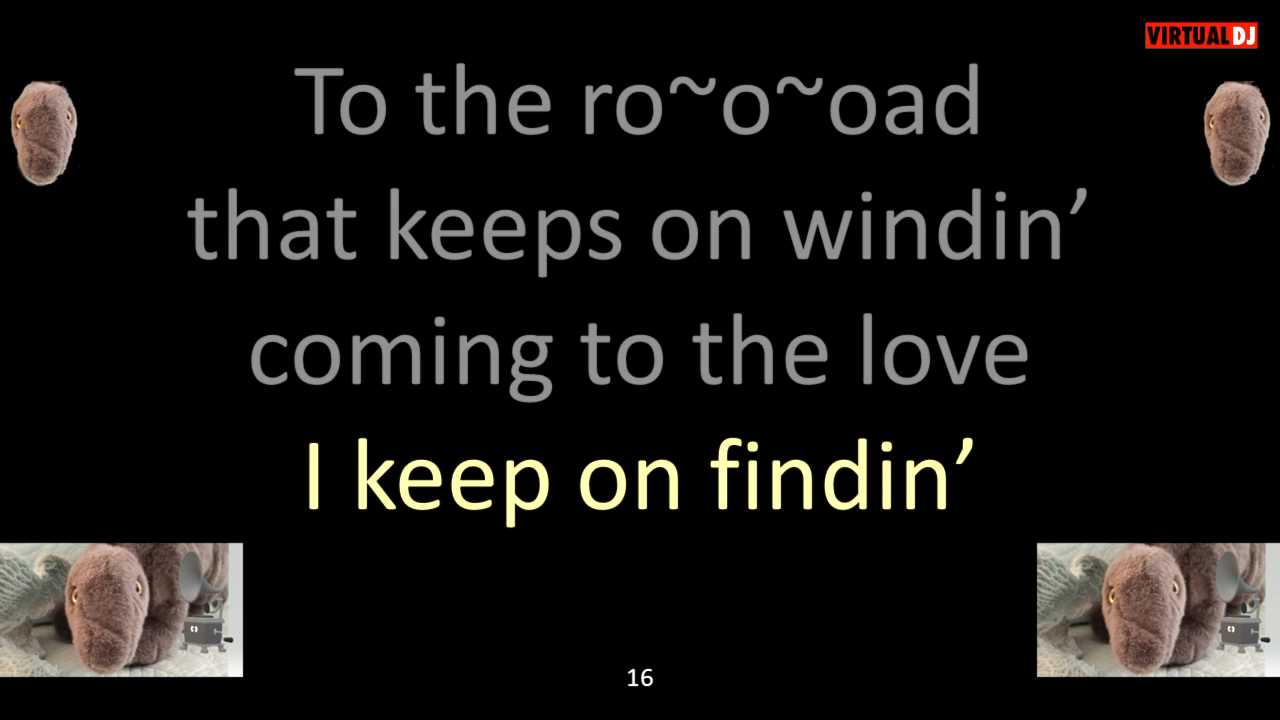 VIRTUAL DJ
To the ro~o~oad
that keeps on windin’
coming to the love
I keep on findin’
16